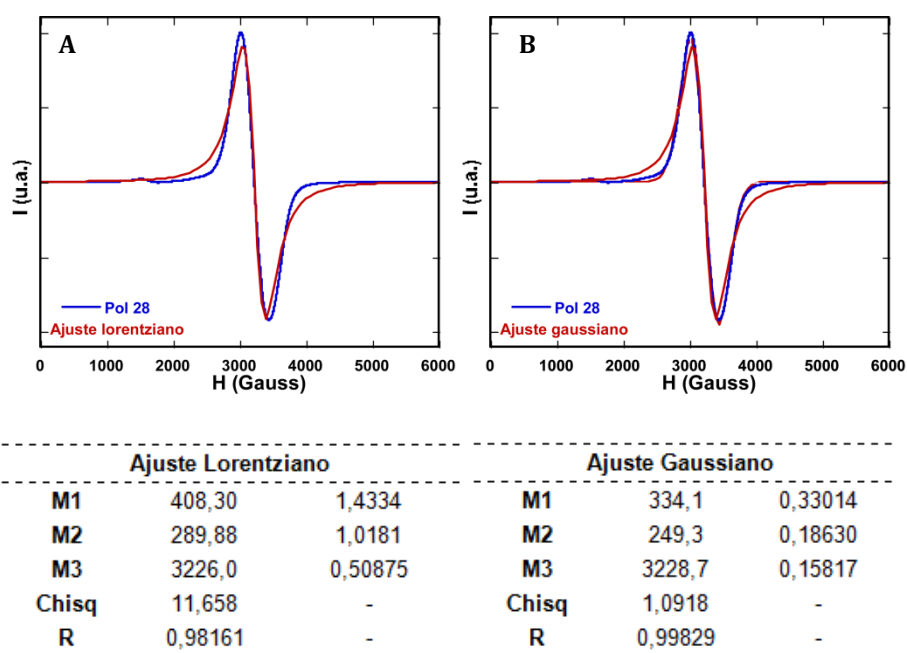 A
I (u.a.)
Pol 28
Ajuste lorentziano
0 1000 2000 3000 4000 5000 6000
H (Gauss)
B
I (u.a.)
Pol 28
Ajuste gaussiano
0 1000 2000 3000 4000 5000 6000
H (Gauss)
Ajuste Lorentziano
M1 408,30 1,4334
M2 289,88 1,0181
M3 3226,0 0,50875
Chisq 11,658 -
R 0,98161 -
Ajuste Gaussiano
M1 334,1 0,33014
M2 249,3 0,18630
M3 3228,7 0,15817
Chisq 1,0918 -
R 0,99829 -